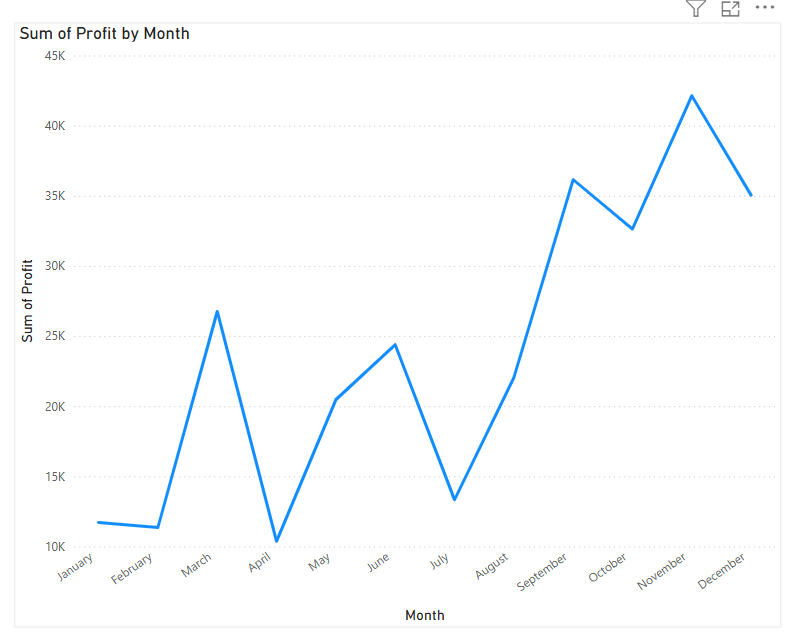 Sum of Profit by Month
45K
40K
35K
30K
25K
20K
15K
10K
Sum of Profit
January
February
March
April
May
June
July
August
September
October
November
December
Month